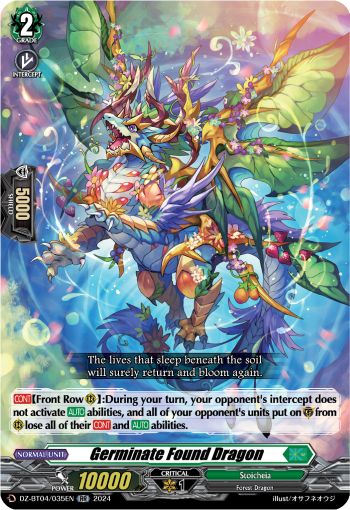 2
GRADE
INTERCEPT
5000
SHIELD
The lives that sleep beneath the soil
will surely return and bloom again.
CONT【Front Row Ⓡ】:During your turn, your opponent's intercept does
not activate AUTO abilities, and all of your opponent's units put on from
lose all of their CONT and AUTO abilities.
NORMAL UNIT
Germinate Found Dragon
POWER 10000
CRITICAL
1
Stoicheia
Forest Dragon
DZ-BT04/035EN RR 2024
illust/オサフネオウジ